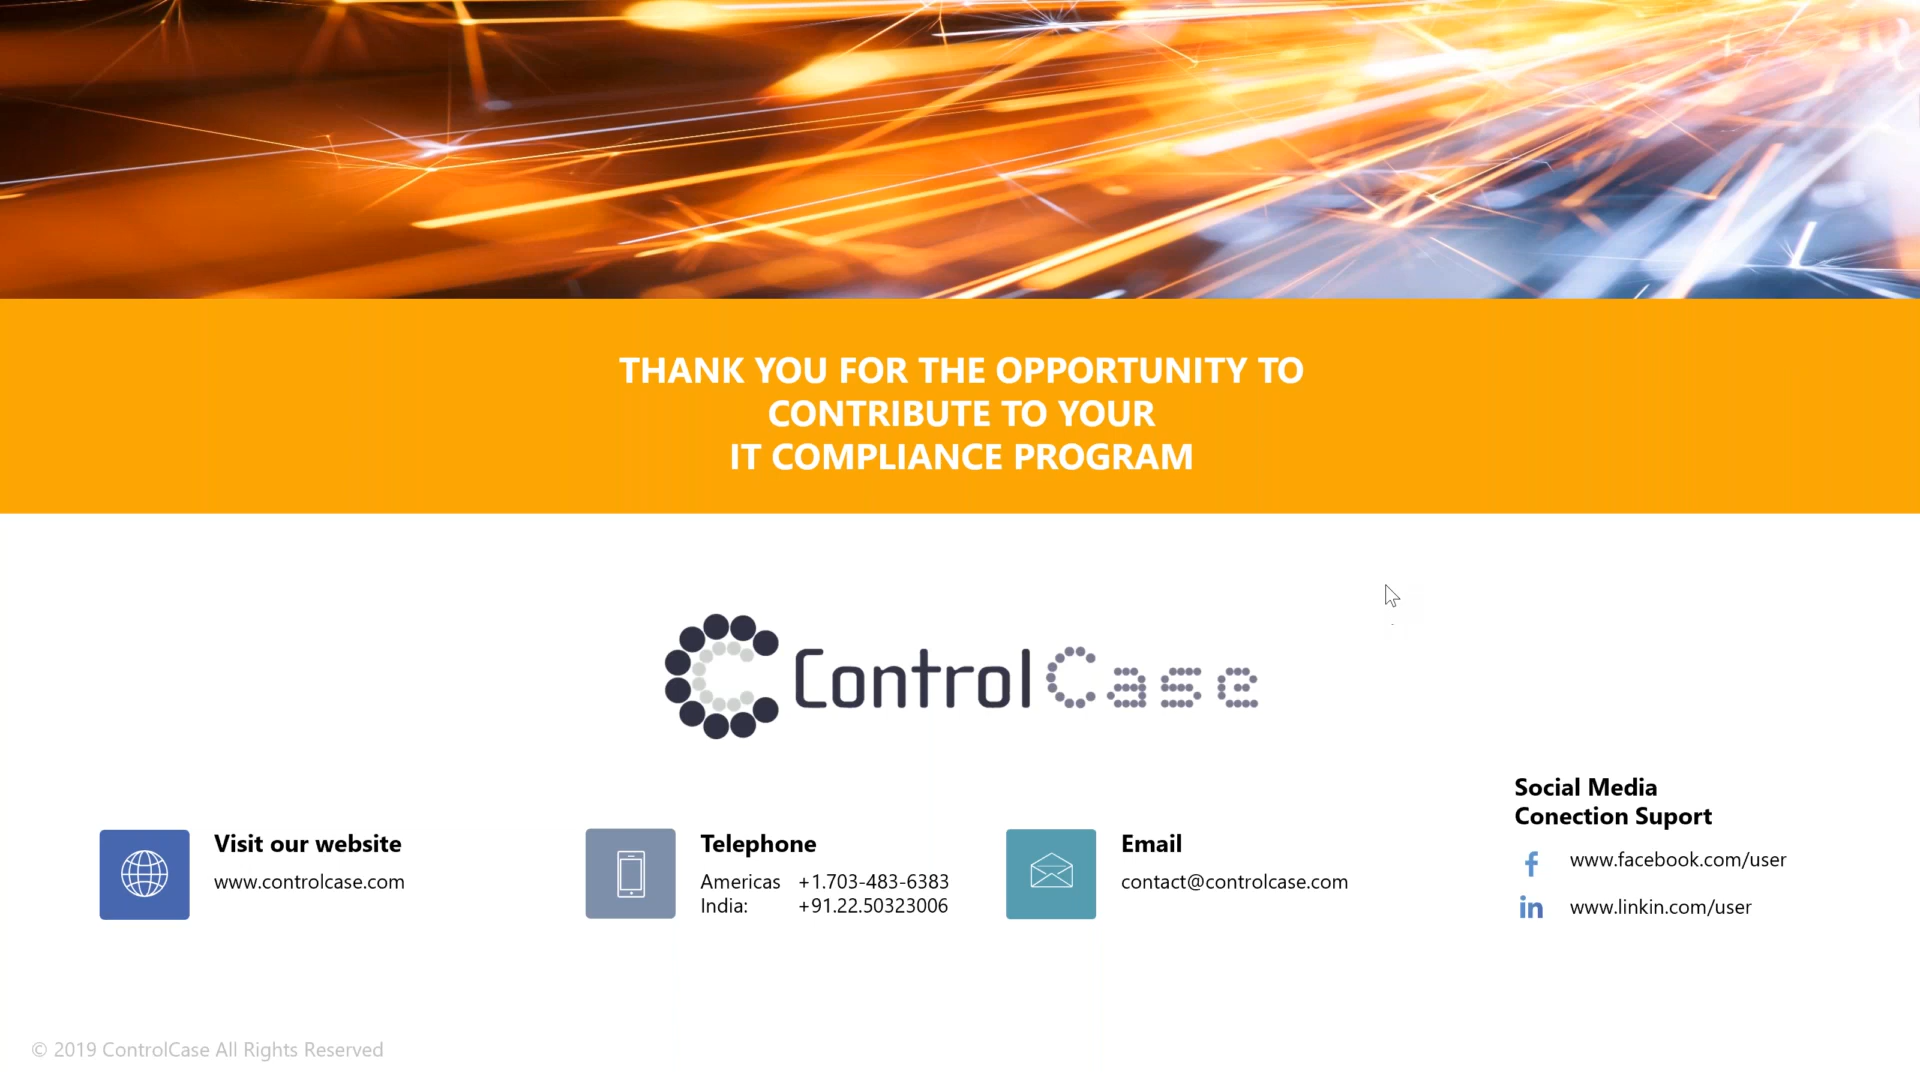 THANK YOU FOR THE OPPORTUNITY TO
CONTRIBUTE TO YOUR
IT COMPLIANCE PROGRAM
ControlCase
Visit our website
www.controlcase.com
Telephone
Americas +1.703-483-6383
India: +91.22.50323006
Email
contact@controlcase.com
Social Media
Conection Suport
www.facebook.com/user
in www.linkin.com/user
© 2019 ControlCase All Rights Reserved